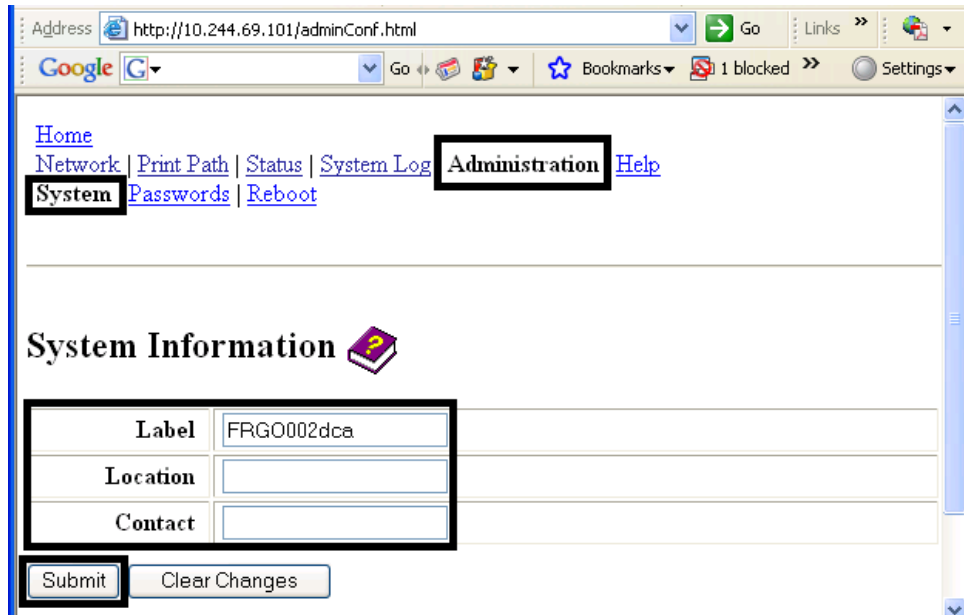 Address http://10.244.69.101/adminConf.html Go Links »
Google G Go Bookmarks 1 blocked » Settings
Home
Network | Print Path | Status | System Log Administration Help
System Passwords | Reboot
System Information ?
Label FRGO002dca
Location
Contact
Submit Clear Changes